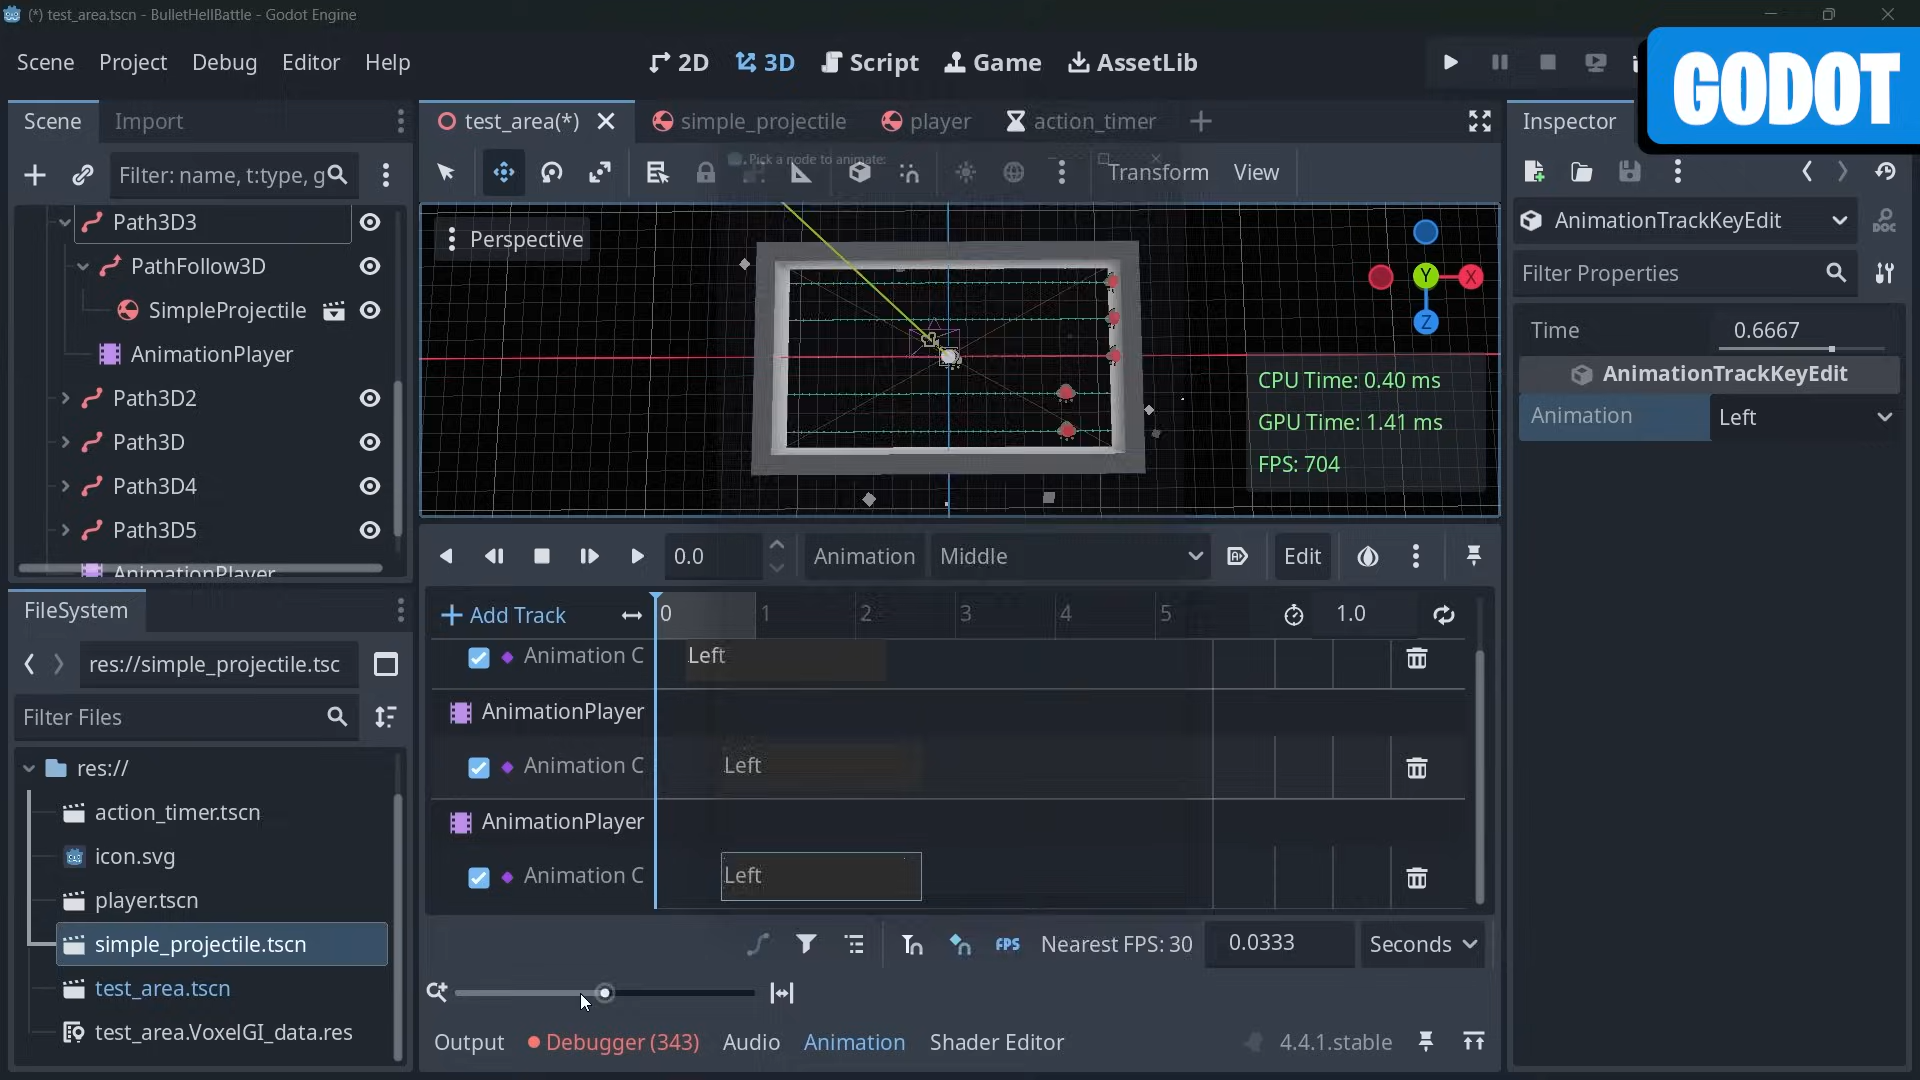 (*) test_area.tscn - BulletHellBattle - Godot Engine
Scene Project Debug Editor Help
2D 3D Script Game AssetLib
GODOT
Scene Import
test_area(*) simple_projectile player action_timer
Inspector
Filter: name, t:type, g
Pick a node to animate:
Transform View
Path3D3
PathFollow3D
SimpleProjectile
AnimationPlayer
Path3D2
Path3D
Path3D4
Path3D5
AnimationPlayer
Perspective
Y
X
Z
CPU Time: 0.40 ms
GPU Time: 1.41 ms
FPS: 704
AnimationTrackKeyEdit
DOC
Filter Properties
Time 0.6667
AnimationTrackKeyEdit
Animation Left
0.0 Animation Middle Edit
Add Track 0 1 2 3 4 5 1.0
Animation C Left
AnimationPlayer
Animation C Left
AnimationPlayer
Animation C Left
FPS Nearest FPS: 30 0.0333 Seconds
Output Debugger (343) Audio Animation Shader Editor 4.4.1.stable
FileSystem
res://simple_projectile.tsc
Filter Files
res://
action_timer.tscn
icon.svg
player.tscn
simple_projectile.tscn
test_area.tscn
test_area.VoxelGI_data.res